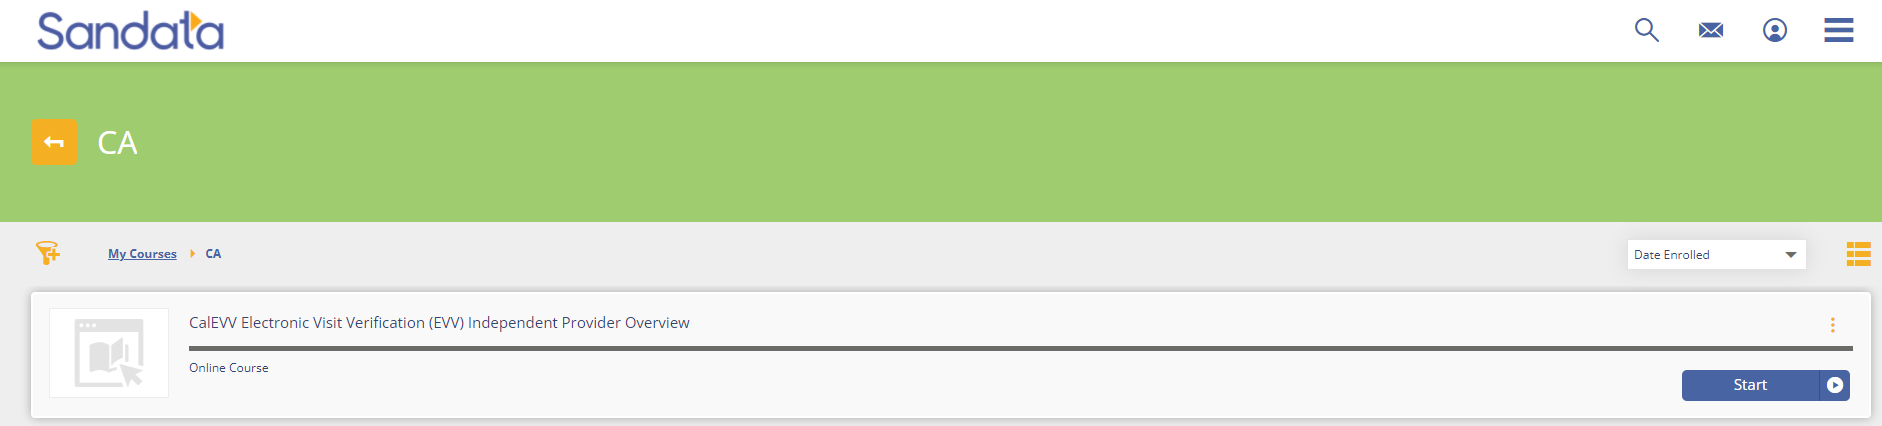 Sandata
CA
My Courses CA
Date Enrolled
CalEVV Electronic Visit Verification (EVV) Independent Provider Overview
Online Course
Start